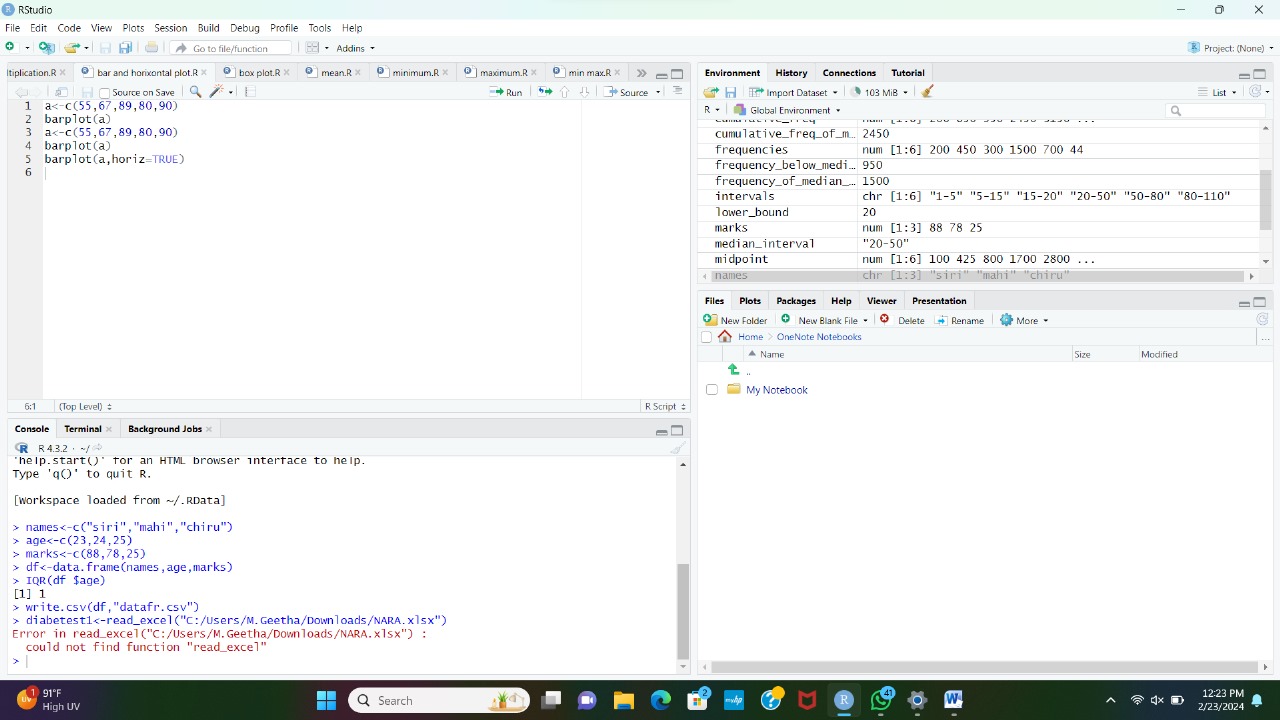 RStudio
File Edit Code View Plots Session Build Debug Profile Tools Help
Go to file/function Addins Project: (None)
ltiplication.R bar and horixontal plot.R box plot.R mean.R minimum.R maximum.R min max.R
Source on Save Run Source
1 a<-c(55,67,89,80,90)
2 barplot(a)
3 a<-c(55,67,89,80,90)
4 barplot(a)
5 barplot(a,horiz=TRUE)
6
6:1 (Top Level) R Script
Console Terminal Background Jobs
R 4.3.2 · ~/
'help.start()' for an HTML browser interface to help.
Type 'q()' to quit R.
[Workspace loaded from ~/.RData]
> names<-c("siri","mahi","chiru")
> age<-c(23,24,25)
> marks<-c(88,78,25)
> df<-data.frame(names,age,marks)
> IQR(df $age)
[1] 1
> write.csv(df,"datafr.csv")
> diabetest1<-read_excel("C:/Users/M.Geetha/Downloads/NARA.xlsx")
Error in read_excel("C:/Users/M.Geetha/Downloads/NARA.xlsx") :
could not find function "read_excel"
>
Environment History Connections Tutorial
Import Dataset 103 MiB List
R Global Environment
cumulative_freq_of_m… 2450
frequencies num [1:6] 200 450 300 1500 700 44
frequency_below_medi… 950
frequency_of_median_… 1500
intervals chr [1:6] "1-5" "5-15" "15-20" "20-50" "50-80" "80-110"
lower_bound 20
marks num [1:3] 88 78 25
median_interval "20-50"
midpoint num [1:6] 100 425 800 1700 2800 ...
names chr [1:3] "siri" "mahi" "chiru"
Files Plots Packages Help Viewer Presentation
New Folder New Blank File Delete Rename More
Home OneNote Notebooks
Name Size Modified
..
My Notebook
91°F
High UV
Search
12:23 PM
2/23/2024